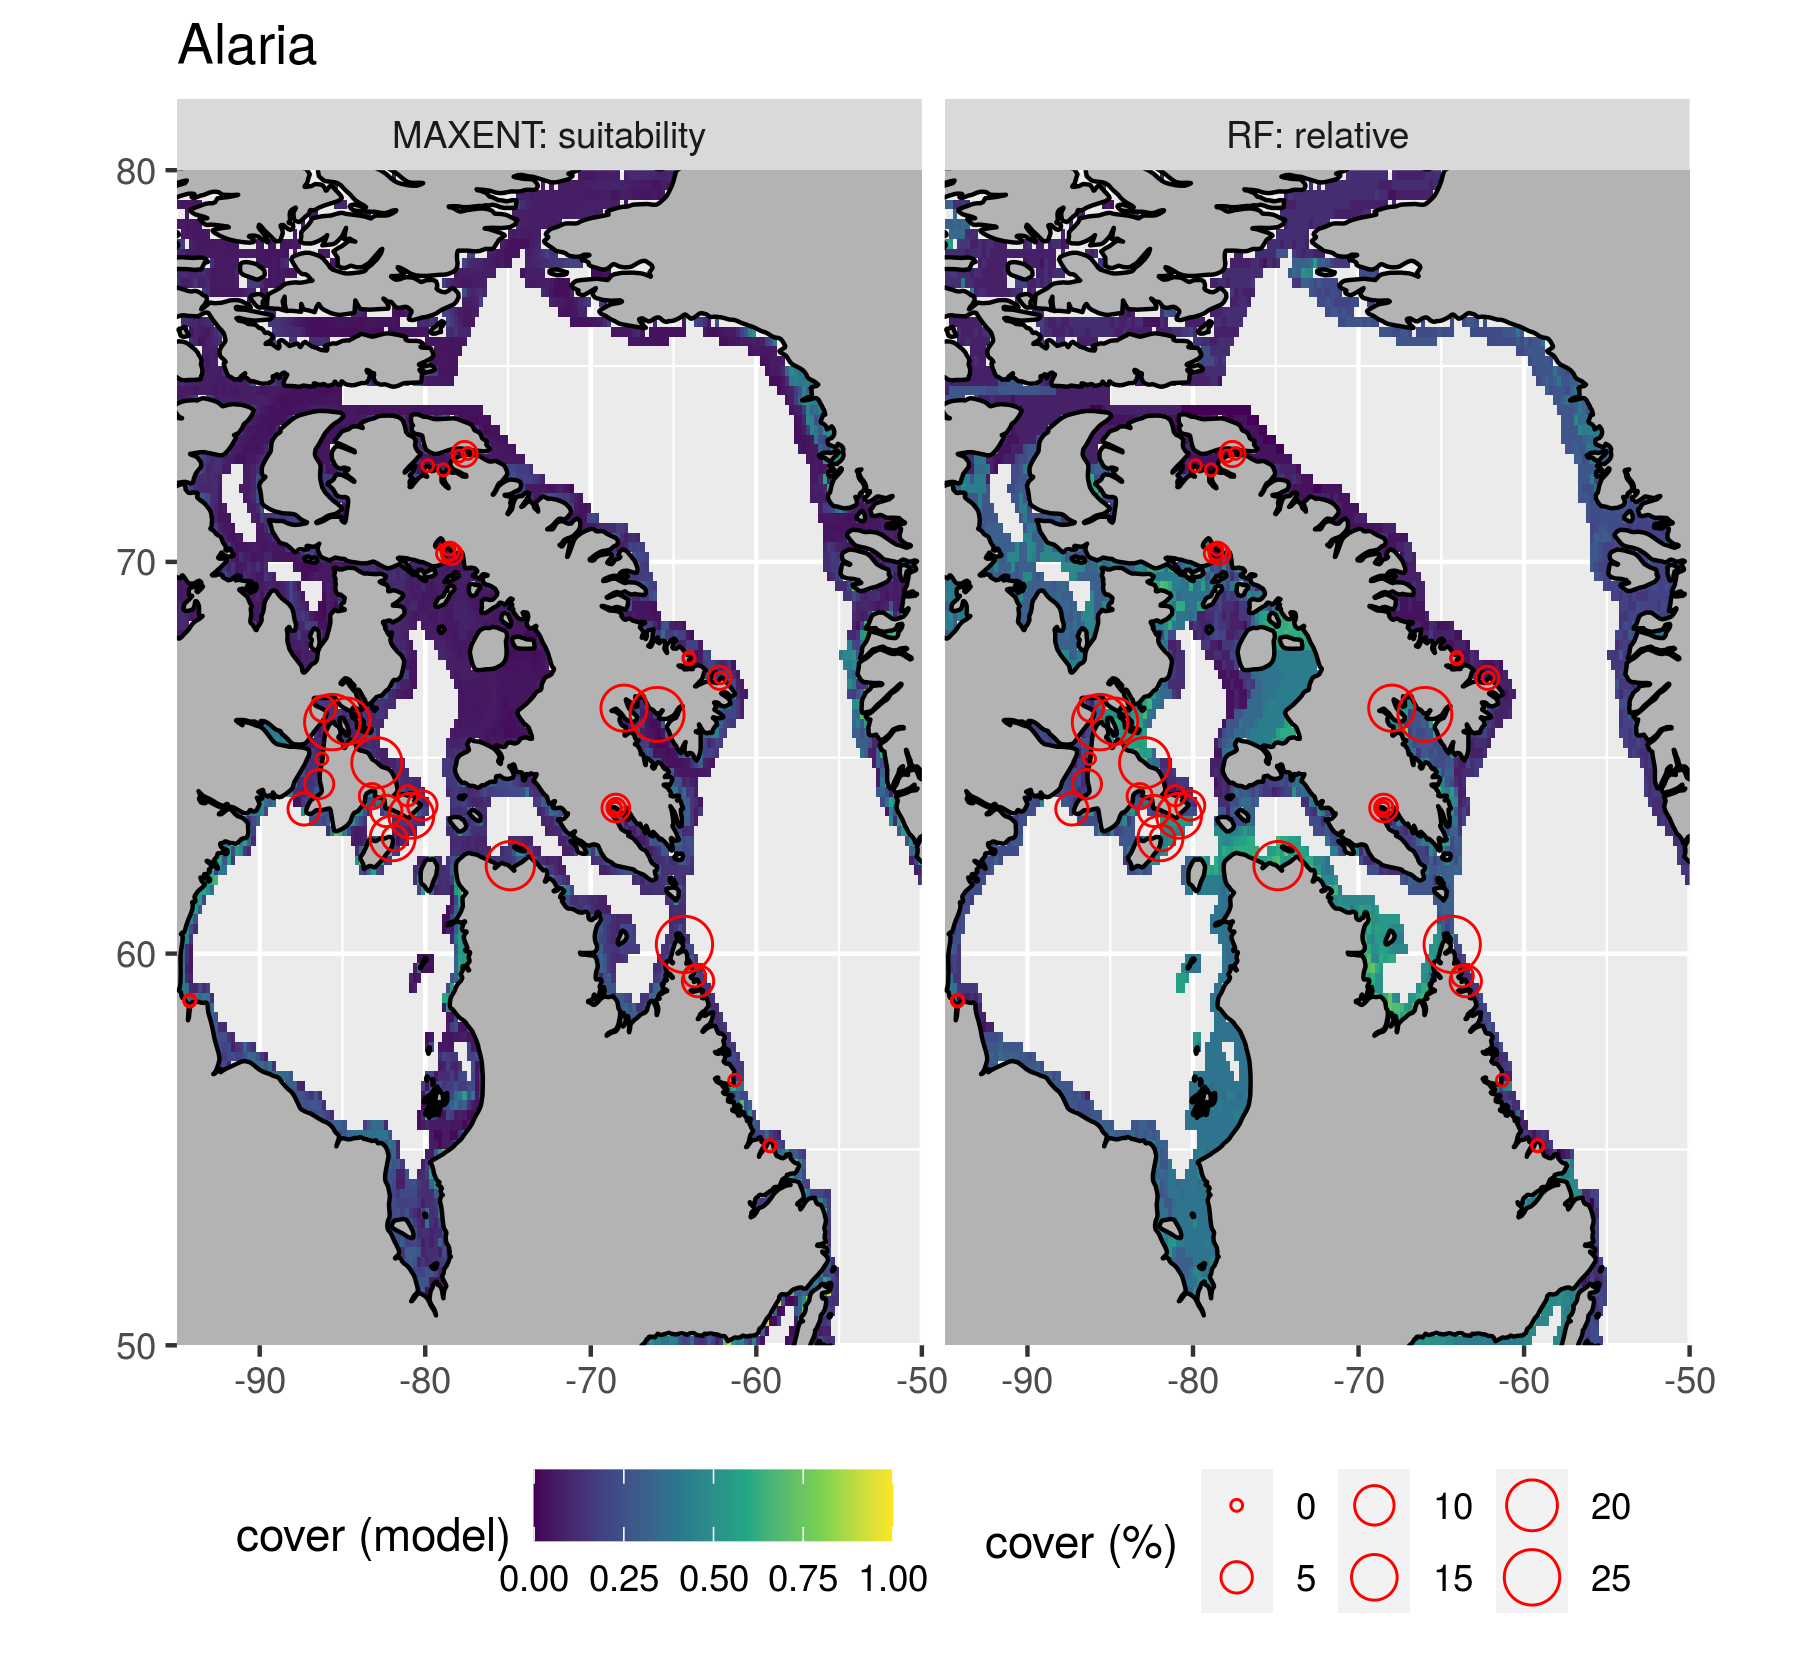 Alaria
MAXENT: suitability
RF: relative
80
70
60
50
-90 -80 -70 -60 -50
-90 -80 -70 -60 -50
cover (model)
0.00 0.25 0.50 0.75 1.00
cover (%)
0 10 20
5 15 25